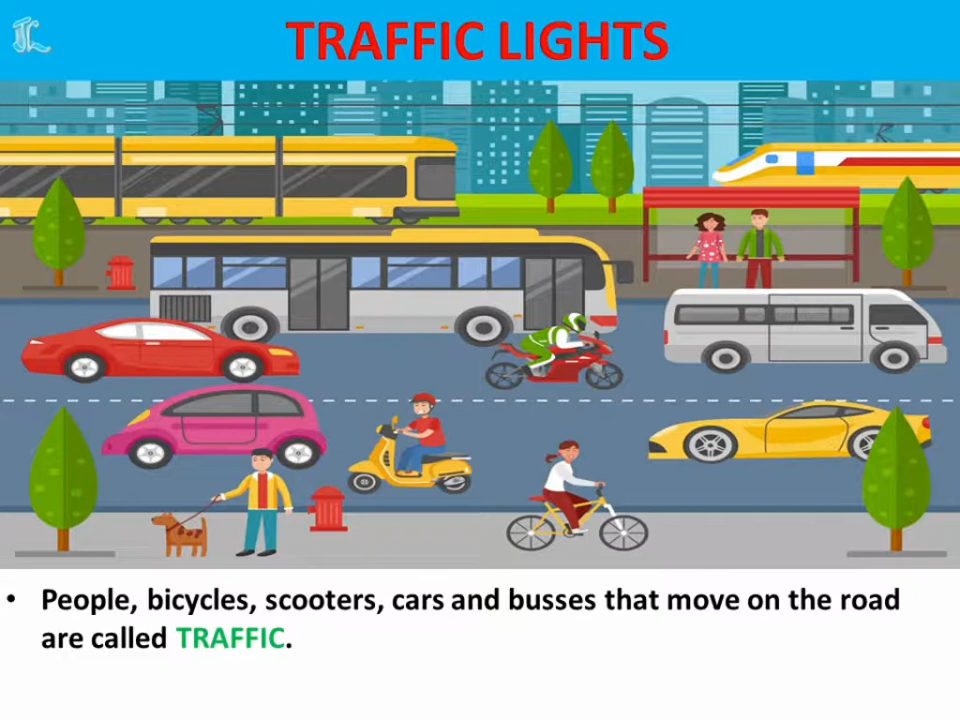 TRAFFIC LIGHTS
• People, bicycles, scooters, cars and busses that move on the road
are called TRAFFIC.